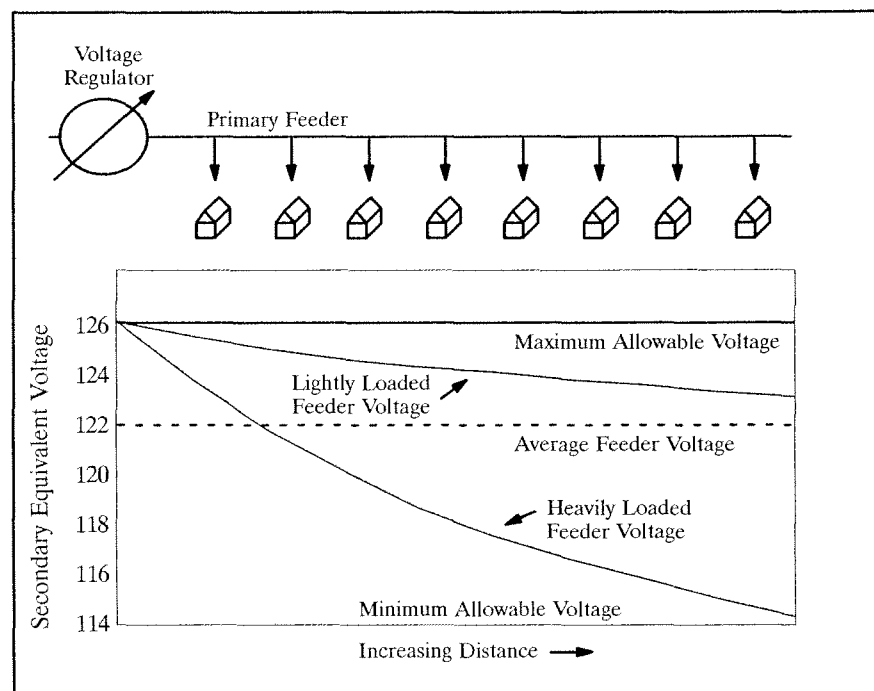 Voltage
Regulator
Primary Feeder
Secondary Equivalent Voltage
126
124
122
120
118
116
114
Maximum Allowable Voltage
Lightly Loaded
Feeder Voltage
Average Feeder Voltage
Heavily Loaded
Feeder Voltage
Minimum Allowable Voltage
Increasing Distance